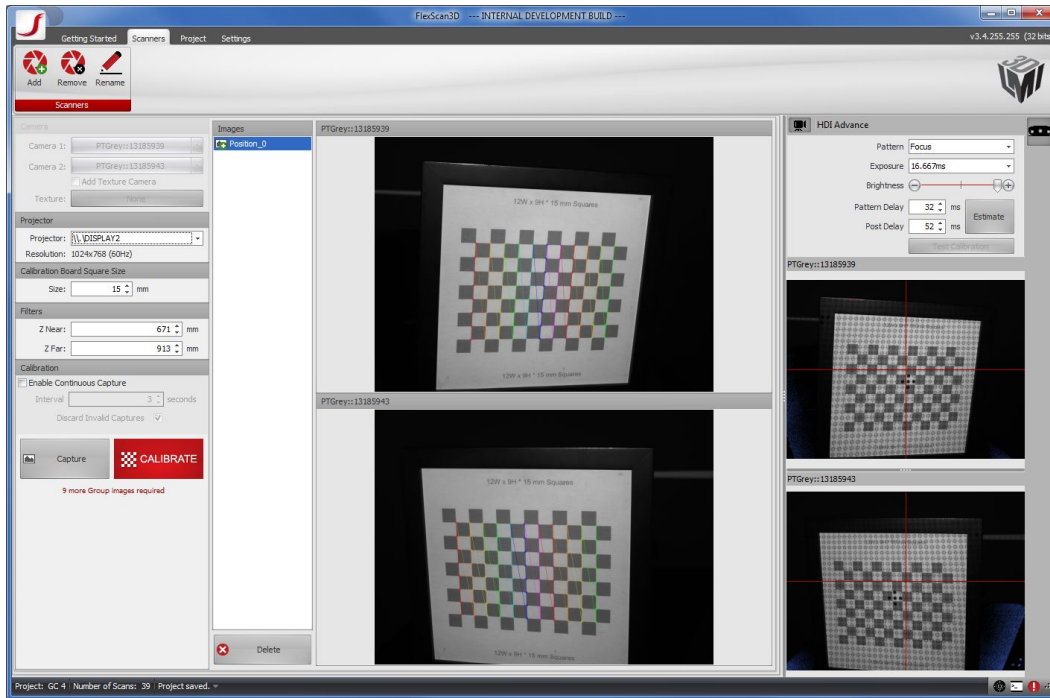 FlexScan3D --- INTERNAL DEVELOPMENT BUILD ---
Getting Started Scanners Project Settings
v3.4.255.255 (32 bits
Add Remove Rename
Scanners
3D
LMI
Camera
Camera 1: PTGrey::13185939
Camera 2: PTGrey::13185943
Add Texture Camera
Texture: None
Projector
Projector: \\.\DISPLAY2
Resolution: 1024x768 (60Hz)
Calibration Board Square Size
Size: 15 mm
Filters
Z Near: 671 mm
Z Far: 913 mm
Calibration
Enable Continuous Capture
Interval 3 seconds
Discard Invalid Captures
Capture CALIBRATE
9 more Group images required
Images
Position_0
Delete
PTGrey::13185939
12W x 9H * 15 mm Squares
12W x 9H * 15 mm Squares
PTGrey::13185943
12W x 9H * 15 mm Squares
12W x 9H * 15 mm Squares
HDI Advance
Pattern Focus
Exposure 16.667ms
Brightness
Pattern Delay 32 ms
Post Delay 52 ms
Estimate
Test Calibration
PTGrey::13185939
PTGrey::13185943
Project: GC 4 | Number of Scans: 39 | Project saved.